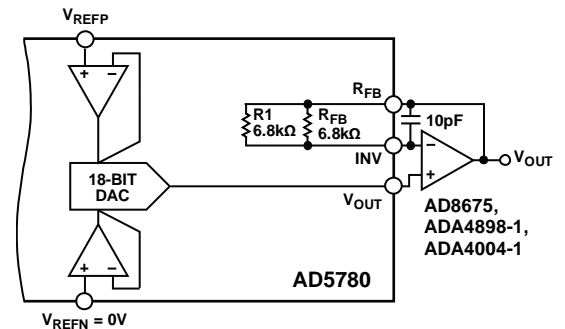 VREFP
+ −
R1
6.8kΩ
RFB
6.8kΩ
RFB
10pF
INV
−
+
VOUT
18-BIT
DAC
VOUT
AD8675,
ADA4898-1,
ADA4004-1
+ −
AD5780
VREFN = 0V